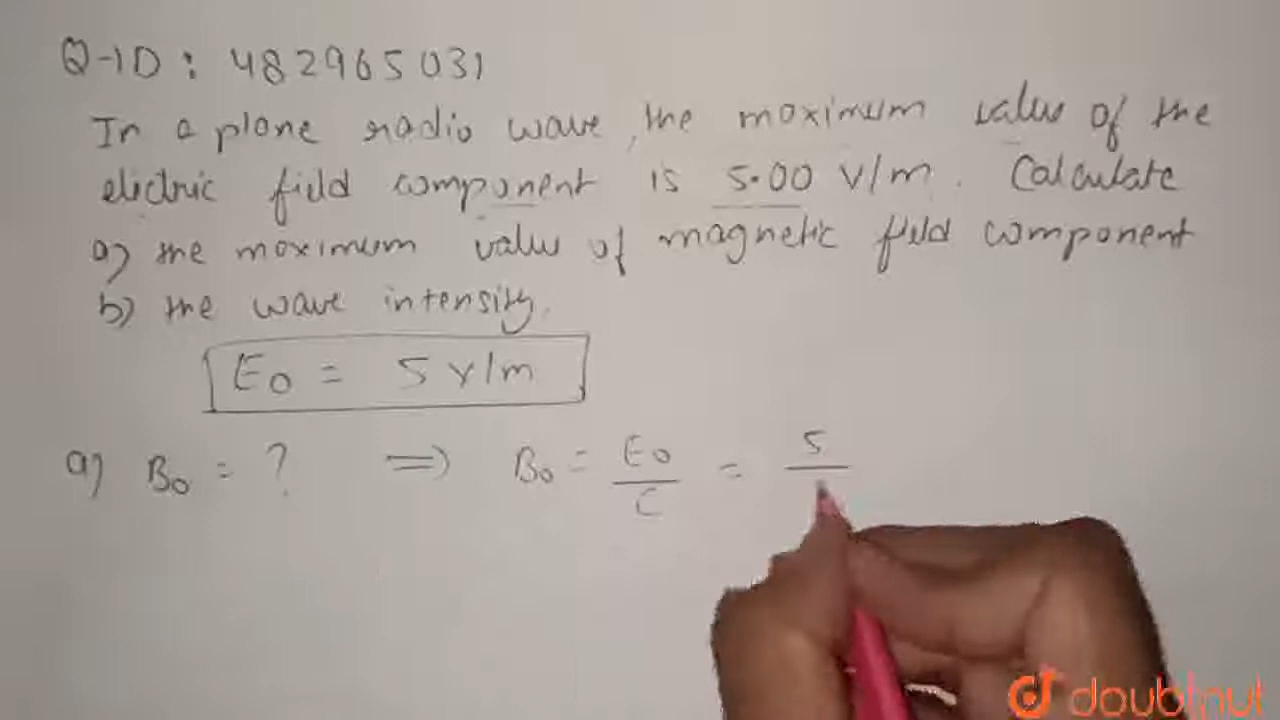 Q-ID : 482965031
In a plane radio wave, the maximum value of the
electric field component is 5.00 V/m. Calculate
a) the maximum value of magnetic field component
b) the wave intensity.
E0 = 5 V/m
a) B0 = ? ⇒ B0 = E0/C = 5/
doubtnut